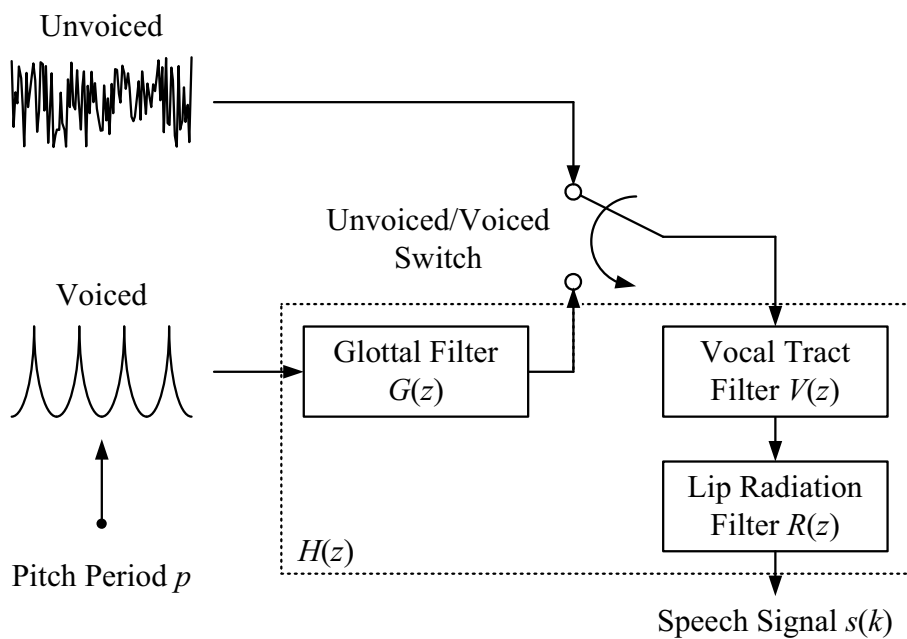 Unvoiced
Unvoiced/Voiced
Switch
Voiced
Glottal Filter
G(z)
Vocal Tract
Filter V(z)
Lip Radiation
Filter R(z)
H(z)
Pitch Period p
Speech Signal s(k)